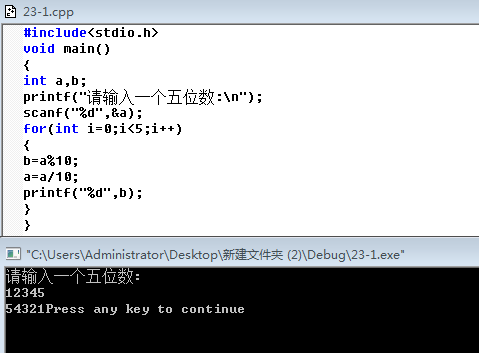 23-1.cpp
#include<stdio.h>
void main()
{
int a,b;
printf("请输入一个五位数:\n");
scanf("%d",&a);
for(int i=0;i<5;i++)
{
b=a%10;
a=a/10;
printf("%d",b);
}
}
"C:\Users\Administrator\Desktop\新建文件夹 (2)\Debug\23-1.exe"
请输入一个五位数:
12345
54321Press any key to continue